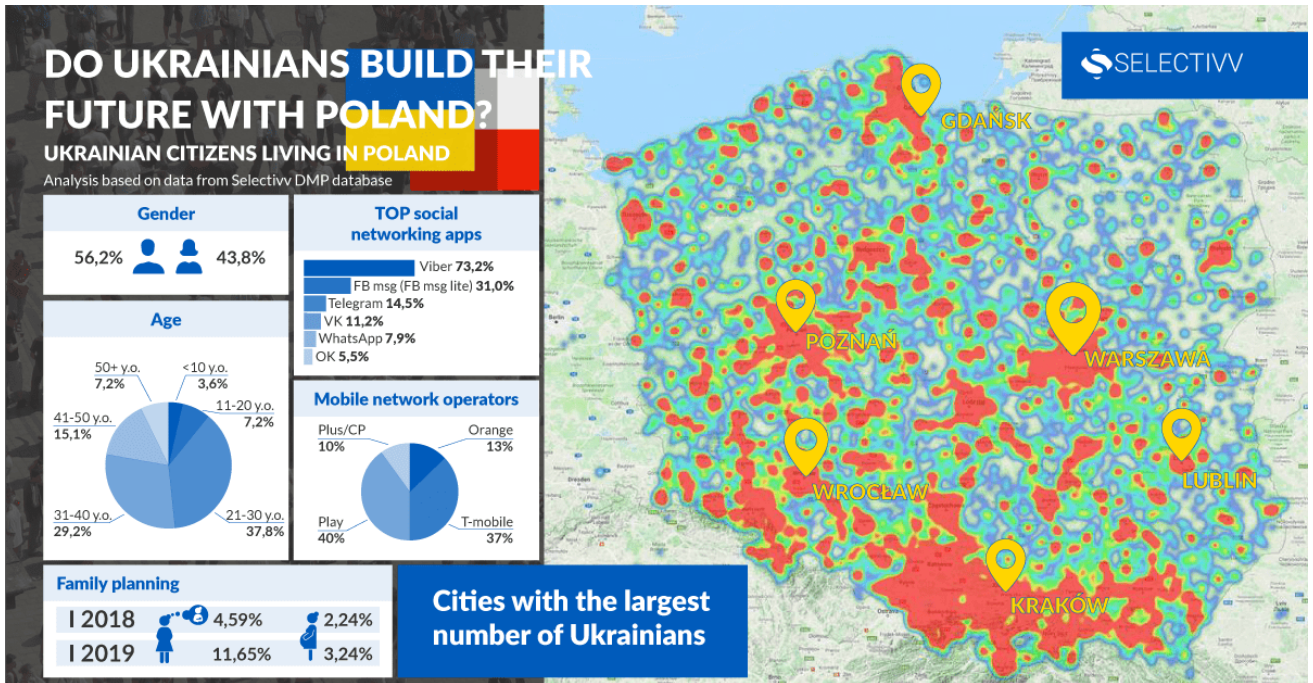 DO UKRAINIANS BUILD THEIR
FUTURE WITH POLAND?
UKRAINIAN CITIZENS LIVING IN POLAND
Analysis based on data from Selectivv DMP database
Gender
56,2%
43,8%
Age
50+ y.o.
7,2%
<10 y.o.
3,6%
11-20 y.o.
7,2%
41-50 y.o.
15,1%
31-40 y.o.
29,2%
21-30 y.o.
37,8%
TOP social
networking apps
Viber 73,2%
FB msg (FB msg lite) 31,0%
Telegram 14,5%
VK 11,2%
WhatsApp 7,9%
OK 5,5%
Mobile network operators
Plus/CP
10%
Orange
13%
Play
40%
T-mobile
37%
Family planning
I 2018 4,59% 2,24%
I 2019 11,65% 3,24%
Cities with the largest
number of Ukrainians
SELECTIVV
GDAŃSK
POZNAŃ
WARSZAWA
WROCŁAW
LUBLIN
KRAKÓW